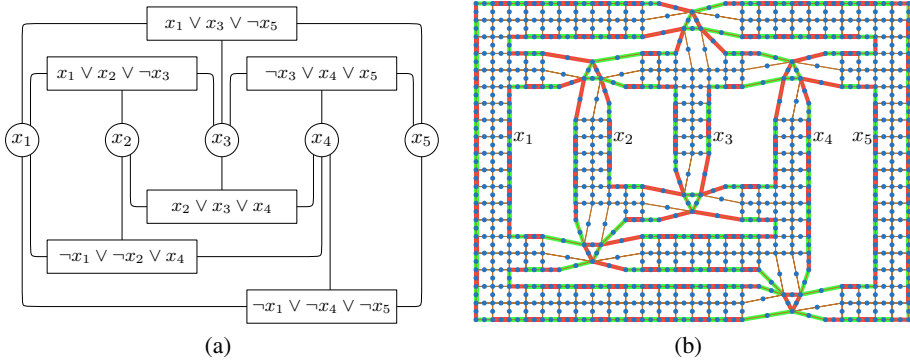 x₁ ∨ x₃ ∨ ¬x₅
x₁ ∨ x₂ ∨ ¬x₃
¬x₃ ∨ x₄ ∨ x₅
x₁ x₂ x₃ x₄ x₅
x₂ ∨ x₃ ∨ x₄
¬x₁ ∨ ¬x₂ ∨ x₄
¬x₁ ∨ ¬x₄ ∨ ¬x₅
(a)
x₁ x₂ x₃ x₄ x₅
(b)